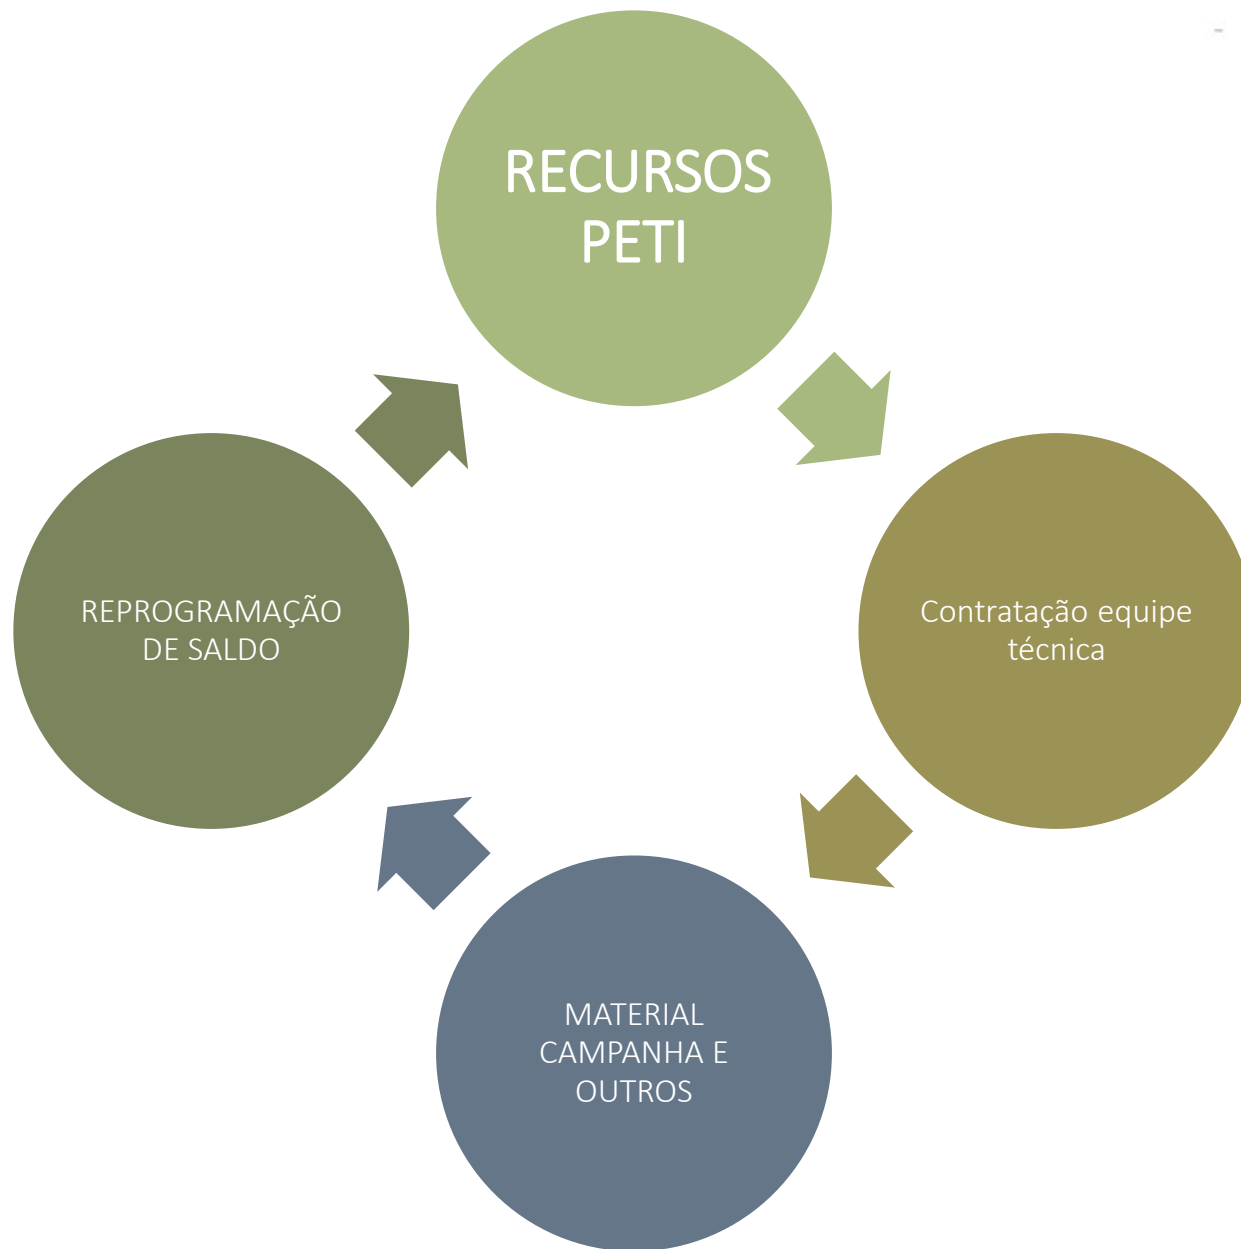 RECURSOS
PETI
Contratação equipe
técnica
MATERIAL
CAMPANHA E
OUTROS
REPROGRAMAÇÃO
DE SALDO